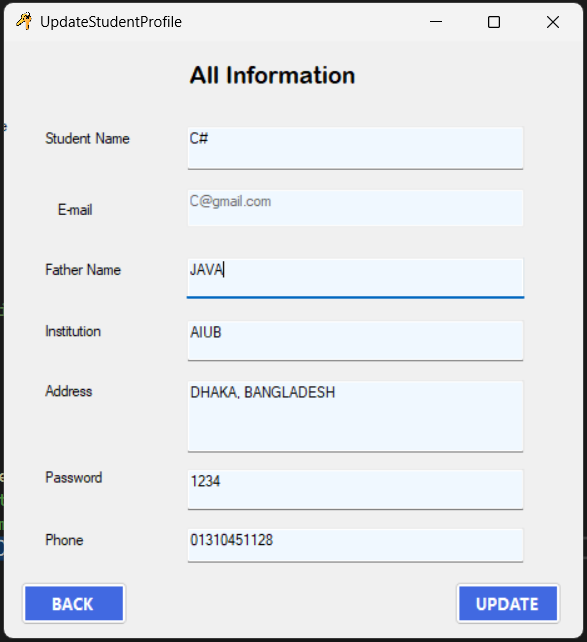 UpdateStudentProfile
All Information
Student Name C#
E-mail C@gmail.com
Father Name JAVA
Institution AIUB
Address DHAKA, BANGLADESH
Password 1234
Phone 01310451128
BACK UPDATE